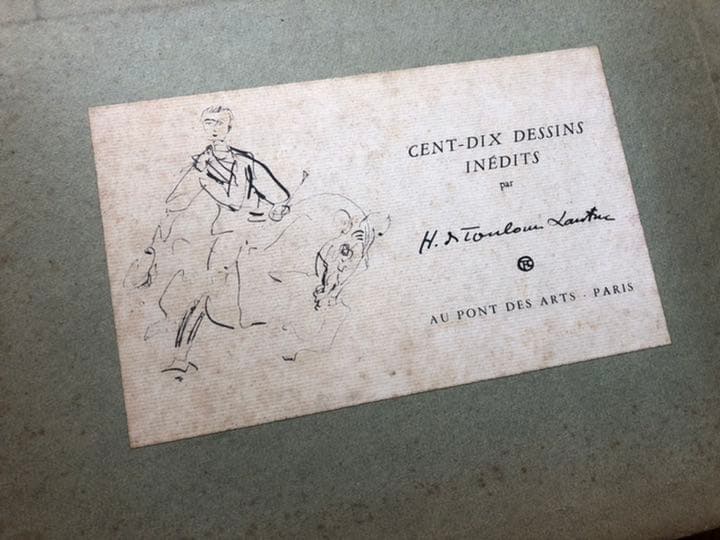 CENT-DIX DESSINS
INÉDITS
par
H. de Toulouse Lautrec
AU PONT DES ARTS . PARIS